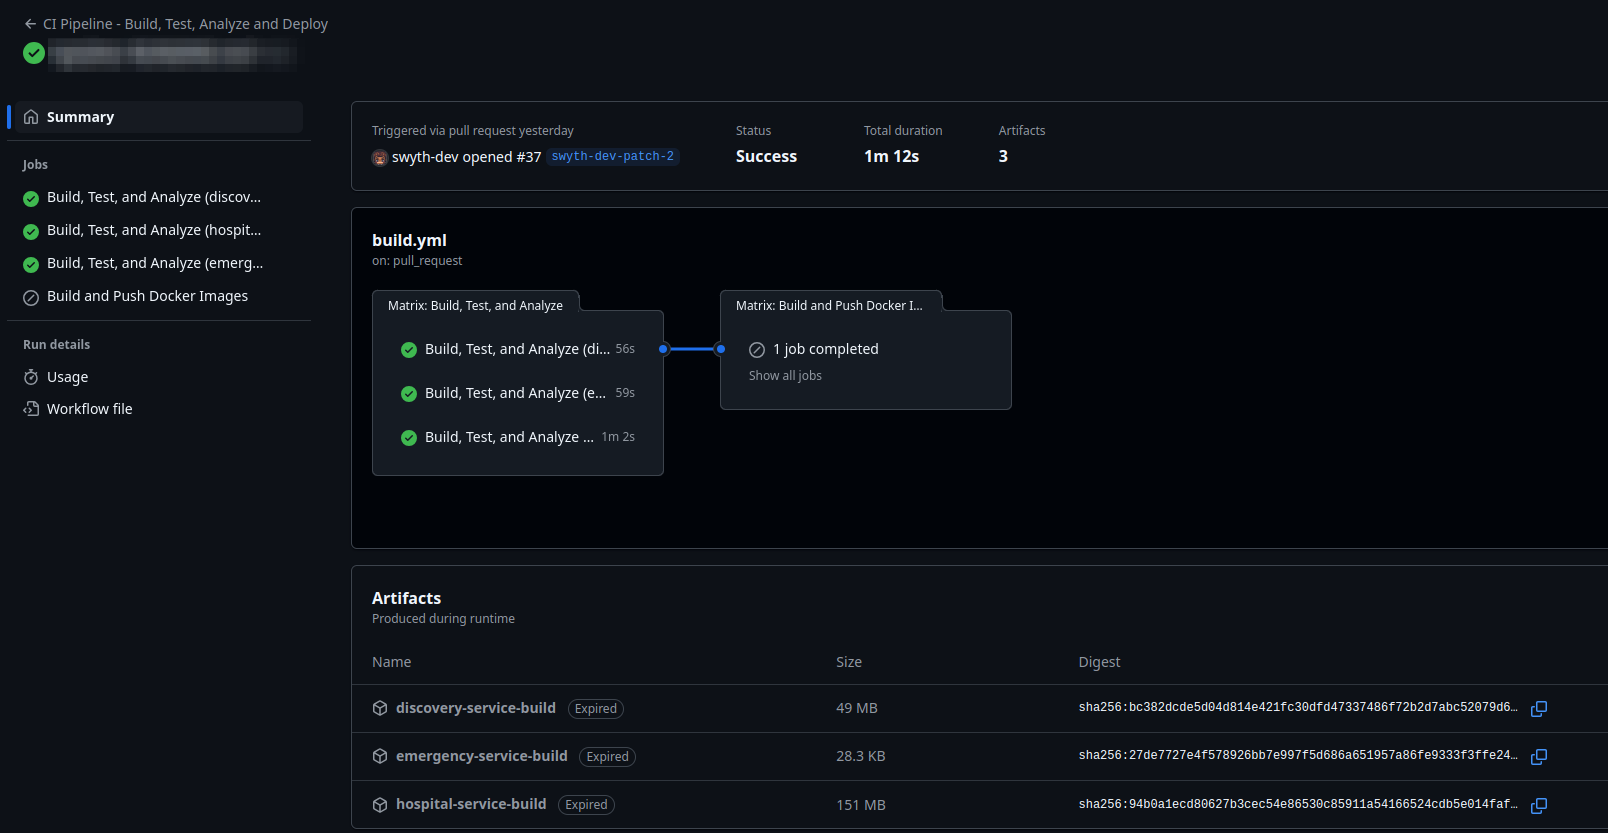 CI Pipeline - Build, Test, Analyze and Deploy
Summary
Jobs
Build, Test, and Analyze (discov...
Build, Test, and Analyze (hospit...
Build, Test, and Analyze (emerg...
Build and Push Docker Images
Run details
Usage
Workflow file
Triggered via pull request yesterday
swyth-dev opened #37 swyth-dev-patch-2
Status
Success
Total duration
1m 12s
Artifacts
3
build.yml
on: pull_request
Matrix: Build, Test, and Analyze
Build, Test, and Analyze (di... 56s
Build, Test, and Analyze (e... 59s
Build, Test, and Analyze ... 1m 2s
Matrix: Build and Push Docker I...
1 job completed
Show all jobs
Artifacts
Produced during runtime
Name Size Digest
discovery-service-build Expired 49 MB sha256:bc382dcde5d04d814e421fc30dfd47337486f72b2d7abc52079d6…
emergency-service-build Expired 28.3 KB sha256:27de7727e4f578926bb7e997f5d686a651957a86fe9333f3ffe24…
hospital-service-build Expired 151 MB sha256:94b0a1ecd80627b3cec54e86530c85911a54166524cdb5e014faf…